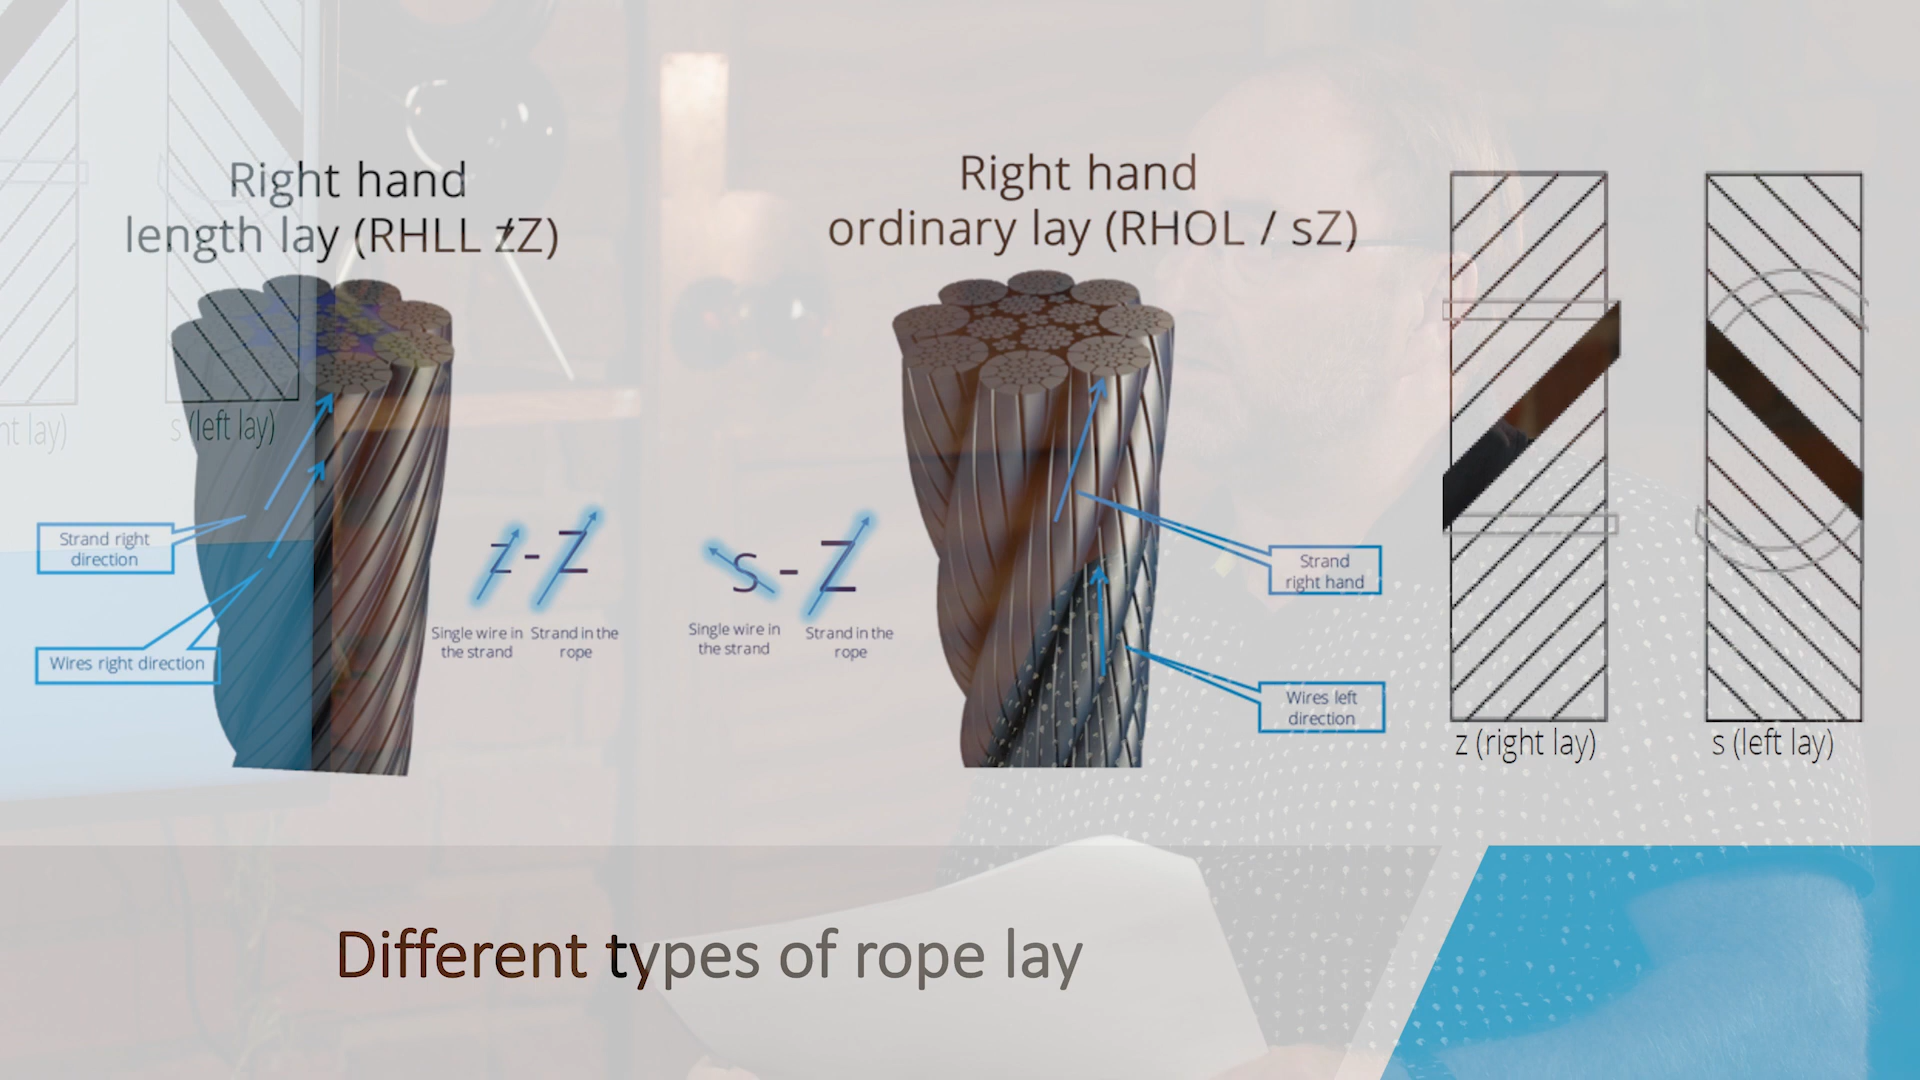 Right hand
length lay (RHLL zZ)
Right hand
ordinary lay (RHOL / sZ)
nt lay)
s (left lay)
Strand right
direction
Wires right direction
z - Z
Single wire in
the strand
Strand in the
rope
s - Z
Single wire in
the strand
Strand in the
rope
Strand
right hand
Wires left
direction
z (right lay)
s (left lay)
Different types of rope lay